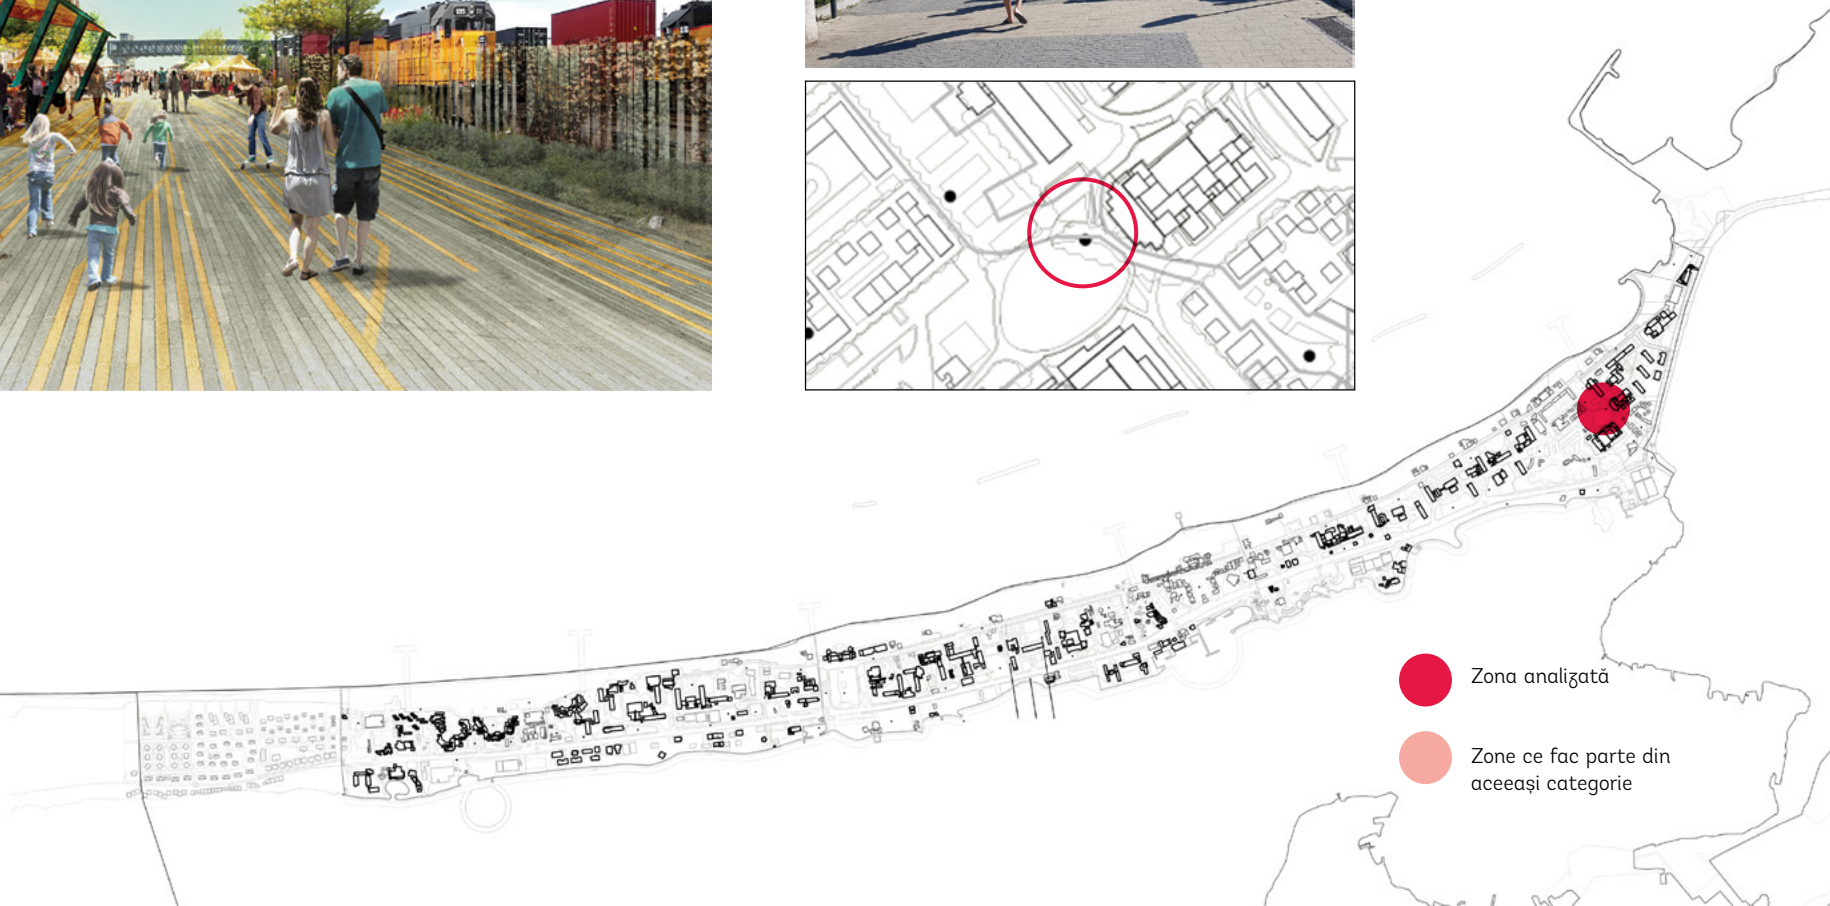 Zona analizată
Zone ce fac parte din
aceeași categorie